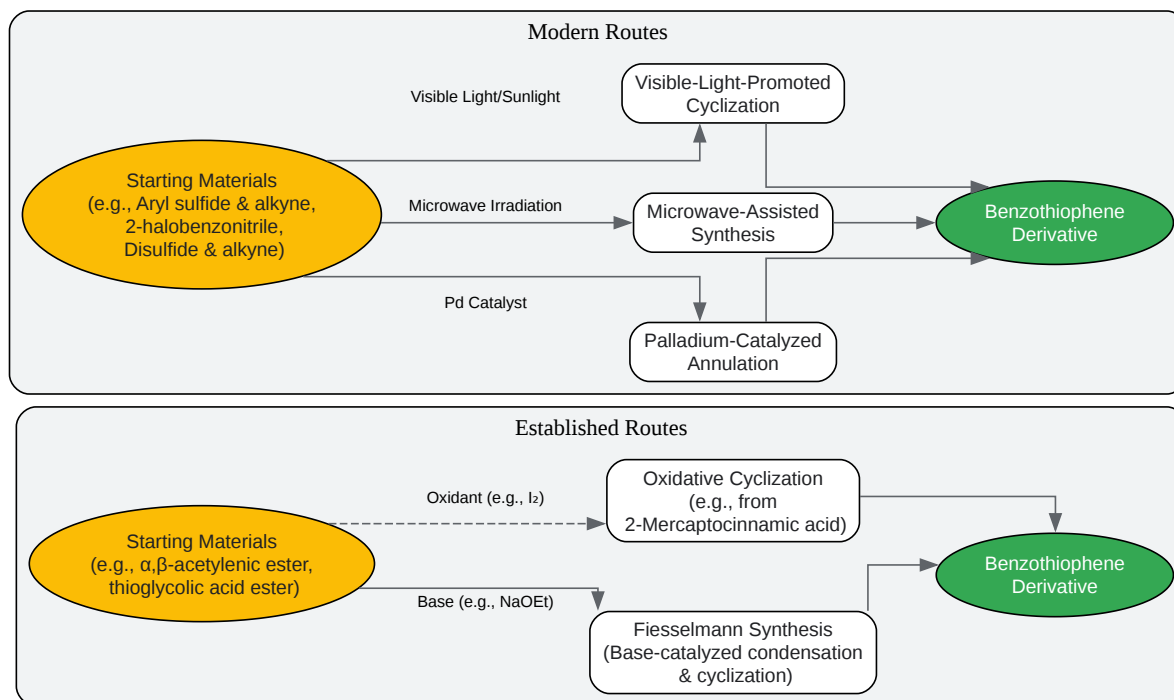 Modern Routes
Visible Light/Sunlight
Visible-Light-Promoted
Cyclization
Starting Materials
(e.g., Aryl sulfide & alkyne,
2-halobenzonitrile,
Disulfide & alkyne)
Microwave Irradiation
Microwave-Assisted
Synthesis
Benzothiophene
Derivative
Pd Catalyst
Palladium-Catalyzed
Annulation
Established Routes
Oxidant (e.g., I₂)
Oxidative Cyclization
(e.g., from
2-Mercaptocinnamic acid)
Starting Materials
(e.g., α,β-acetylenic ester,
thioglycolic acid ester)
Benzothiophene
Derivative
Base (e.g., NaOEt)
Fiesselmann Synthesis
(Base-catalyzed condensation
& cyclization)